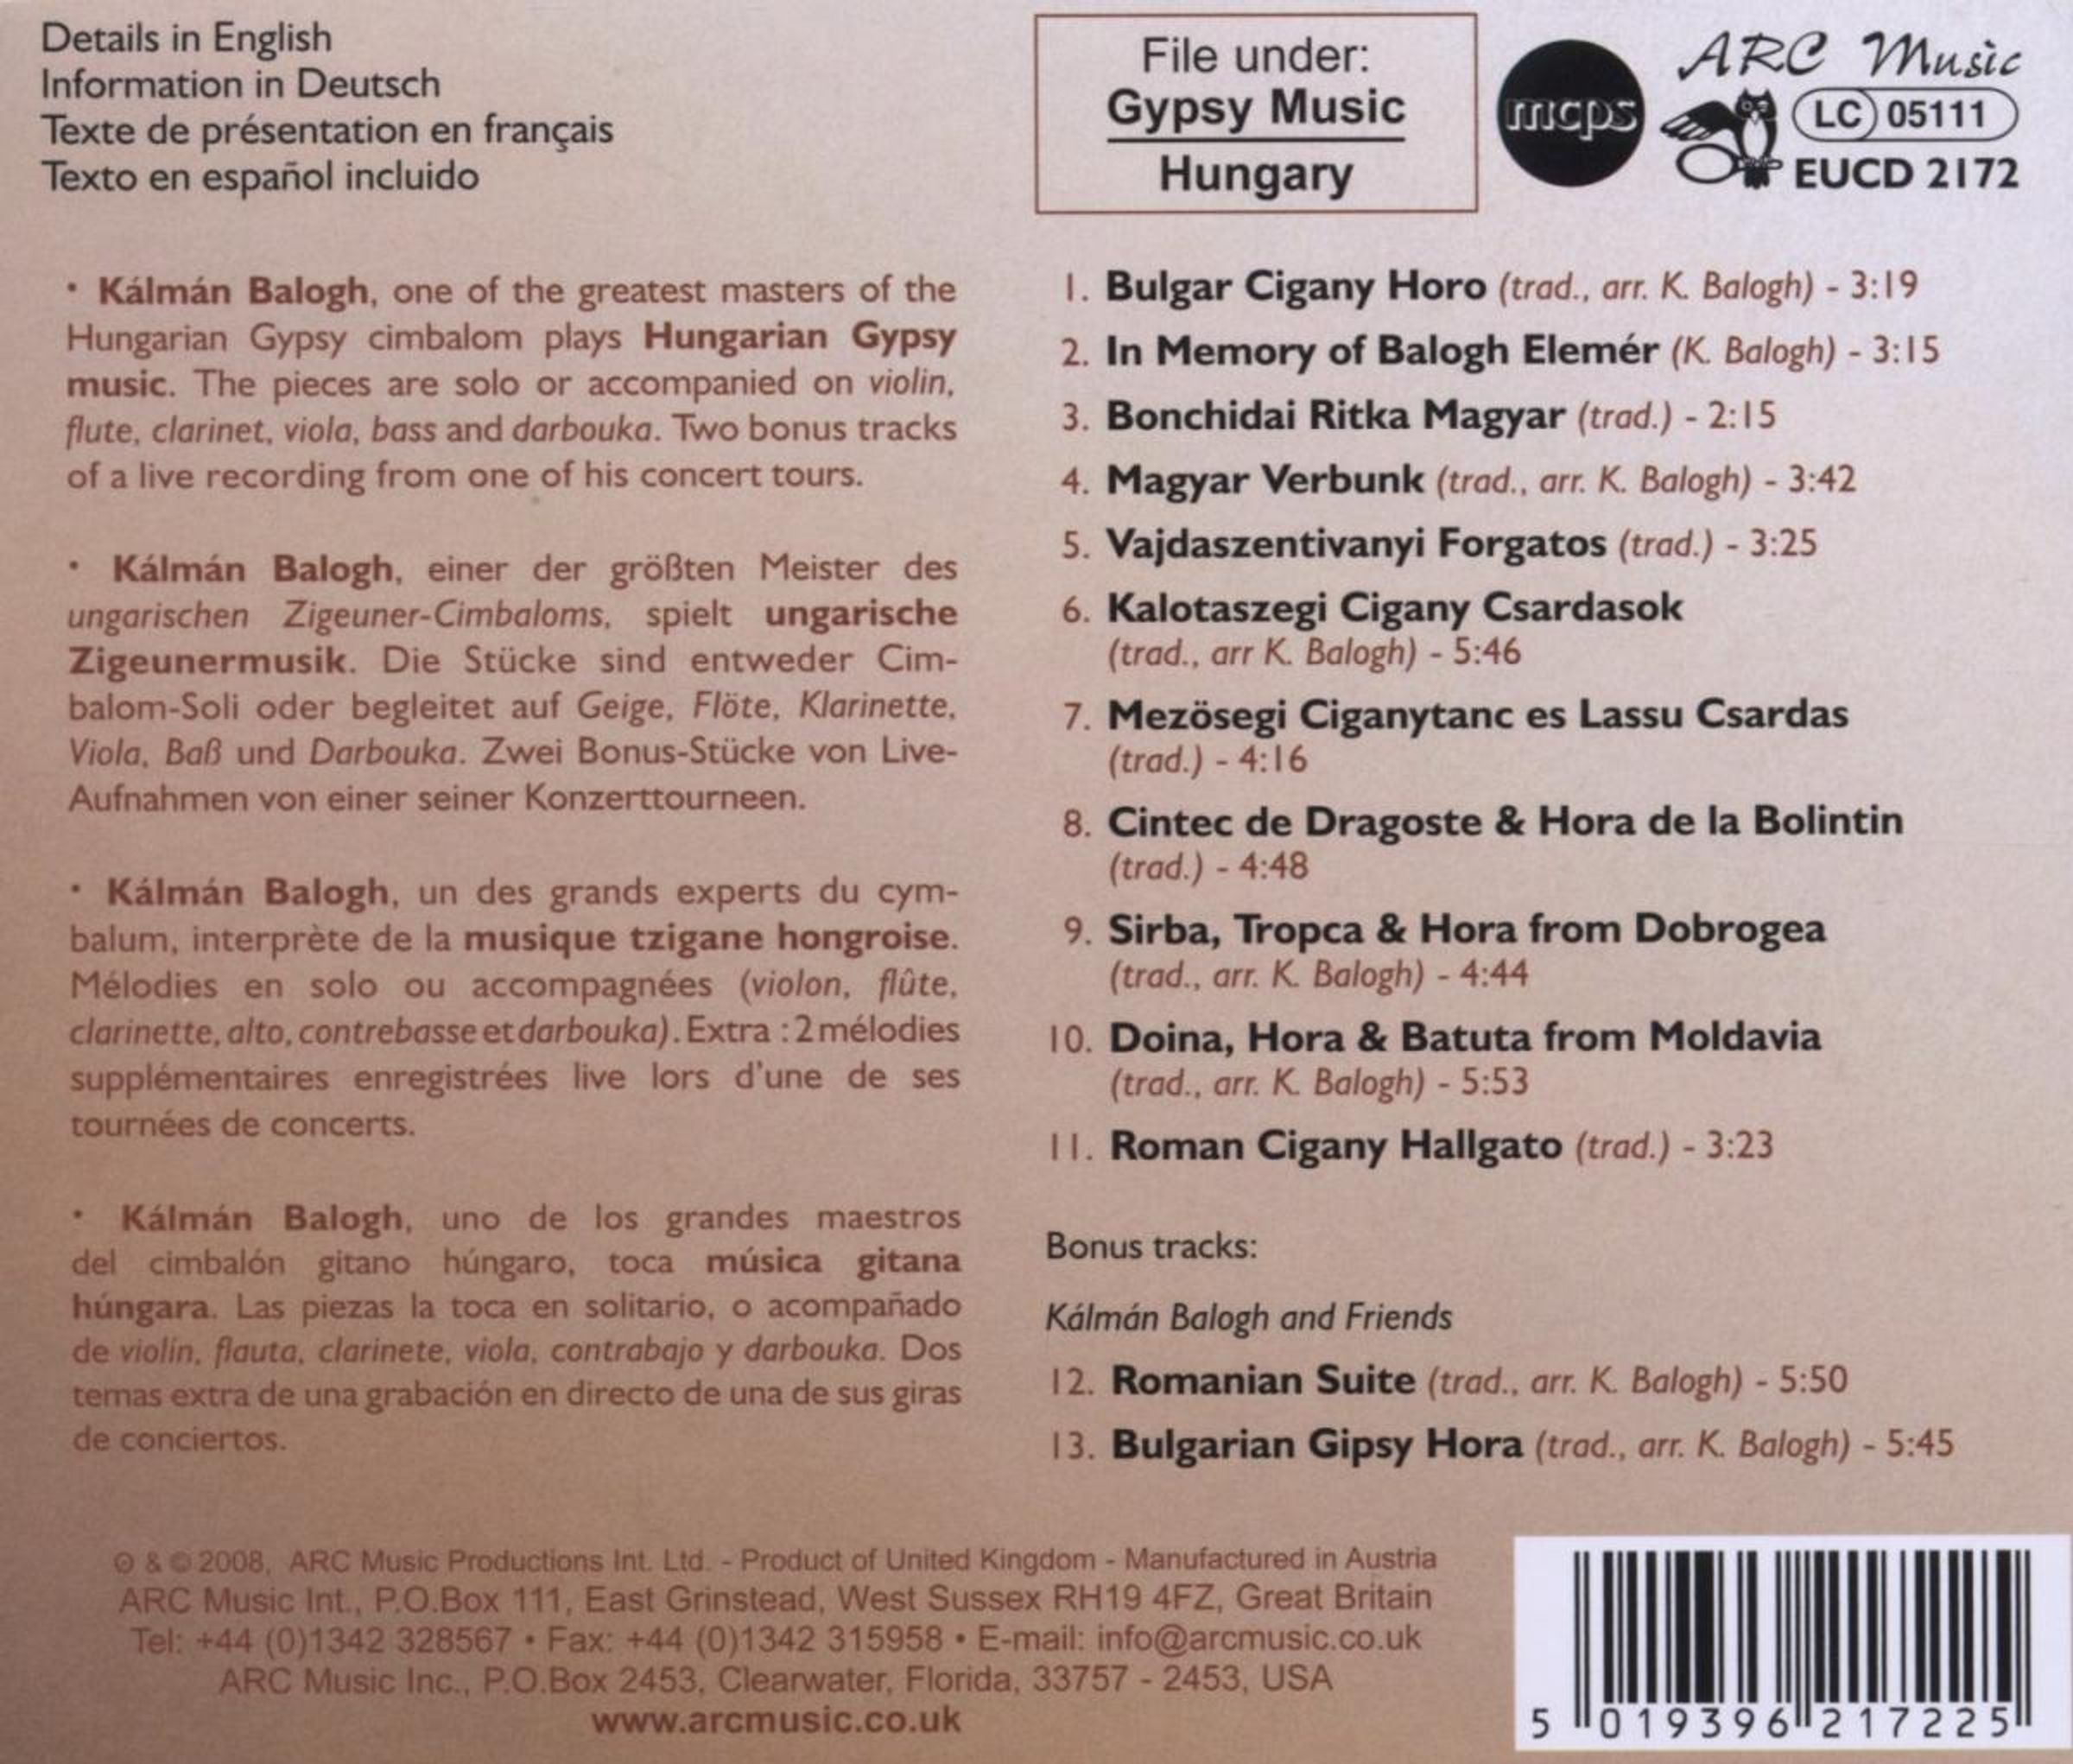 Details in English
Information in Deutsch
Texte de présentation en français
Texto en español incluido
File under:
Gypsy Music
Hungary
mcps
ARC Music
LC 05111
EUCD 2172
· Kálmán Balogh, one of the greatest masters of the
Hungarian Gypsy cimbalom plays Hungarian Gypsy
music. The pieces are solo or accompanied on violin,
flute, clarinet, viola, bass and darbouka. Two bonus tracks
of a live recording from one of his concert tours.
· Kálmán Balogh, einer der größten Meister des
ungarischen Zigeuner-Cimbaloms, spielt ungarische
Zigeunermusik. Die Stücke sind entweder Cim-
balom-Soli oder begleitet auf Geige, Flöte, Klarinette,
Viola, Baß und Darbouka. Zwei Bonus-Stücke von Live-
Aufnahmen von einer seiner Konzerttourneen.
· Kálmán Balogh, un des grands experts du cym-
balum, interprète de la musique tzigane hongroise.
Mélodies en solo ou accompagnées (violon, flûte,
clarinette, alto, contrebasse et darbouka). Extra : 2 mélodies
supplémentaires enregistrées live lors d'une de ses
tournées de concerts.
· Kálmán Balogh, uno de los grandes maestros
del cimbalón gitano húngaro, toca música gitana
húngara. Las piezas la toca en solitario, o acompañado
de violín, flauta, clarinete, viola, contrabajo y darbouka. Dos
temas extra de una grabación en directo de una de sus giras
de conciertos.
1. Bulgar Cigany Horo (trad., arr. K. Balogh) - 3:19
2. In Memory of Balogh Elemér (K. Balogh) - 3:15
3. Bonchidai Ritka Magyar (trad.) - 2:15
4. Magyar Verbunk (trad., arr. K. Balogh) - 3:42
5. Vajdaszentivanyi Forgatos (trad.) - 3:25
6. Kalotaszegi Cigany Csardasok
(trad., arr K. Balogh) - 5:46
7. Mezösegi Ciganytanc es Lassu Csardas
(trad.) - 4:16
8. Cintec de Dragoste & Hora de la Bolintin
(trad.) - 4:48
9. Sirba, Tropca & Hora from Dobrogea
(trad., arr. K. Balogh) - 4:44
10. Doina, Hora & Batuta from Moldavia
(trad., arr. K. Balogh) - 5:53
11. Roman Cigany Hallgato (trad.) - 3:23
Bonus tracks:
Kálmán Balogh and Friends
12. Romanian Suite (trad., arr. K. Balogh) - 5:50
13. Bulgarian Gipsy Hora (trad., arr. K. Balogh) - 5:45
℗ & © 2008, ARC Music Productions Int. Ltd. - Product of United Kingdom - Manufactured in Austria
ARC Music Int., P.O.Box 111, East Grinstead, West Sussex RH19 4FZ, Great Britain
Tel: +44 (0)1342 328567 • Fax: +44 (0)1342 315958 • E-mail: info@arcmusic.co.uk
ARC Music Inc., P.O.Box 2453, Clearwater, Florida, 33757 - 2453, USA
www.arcmusic.co.uk
5 019396 217225